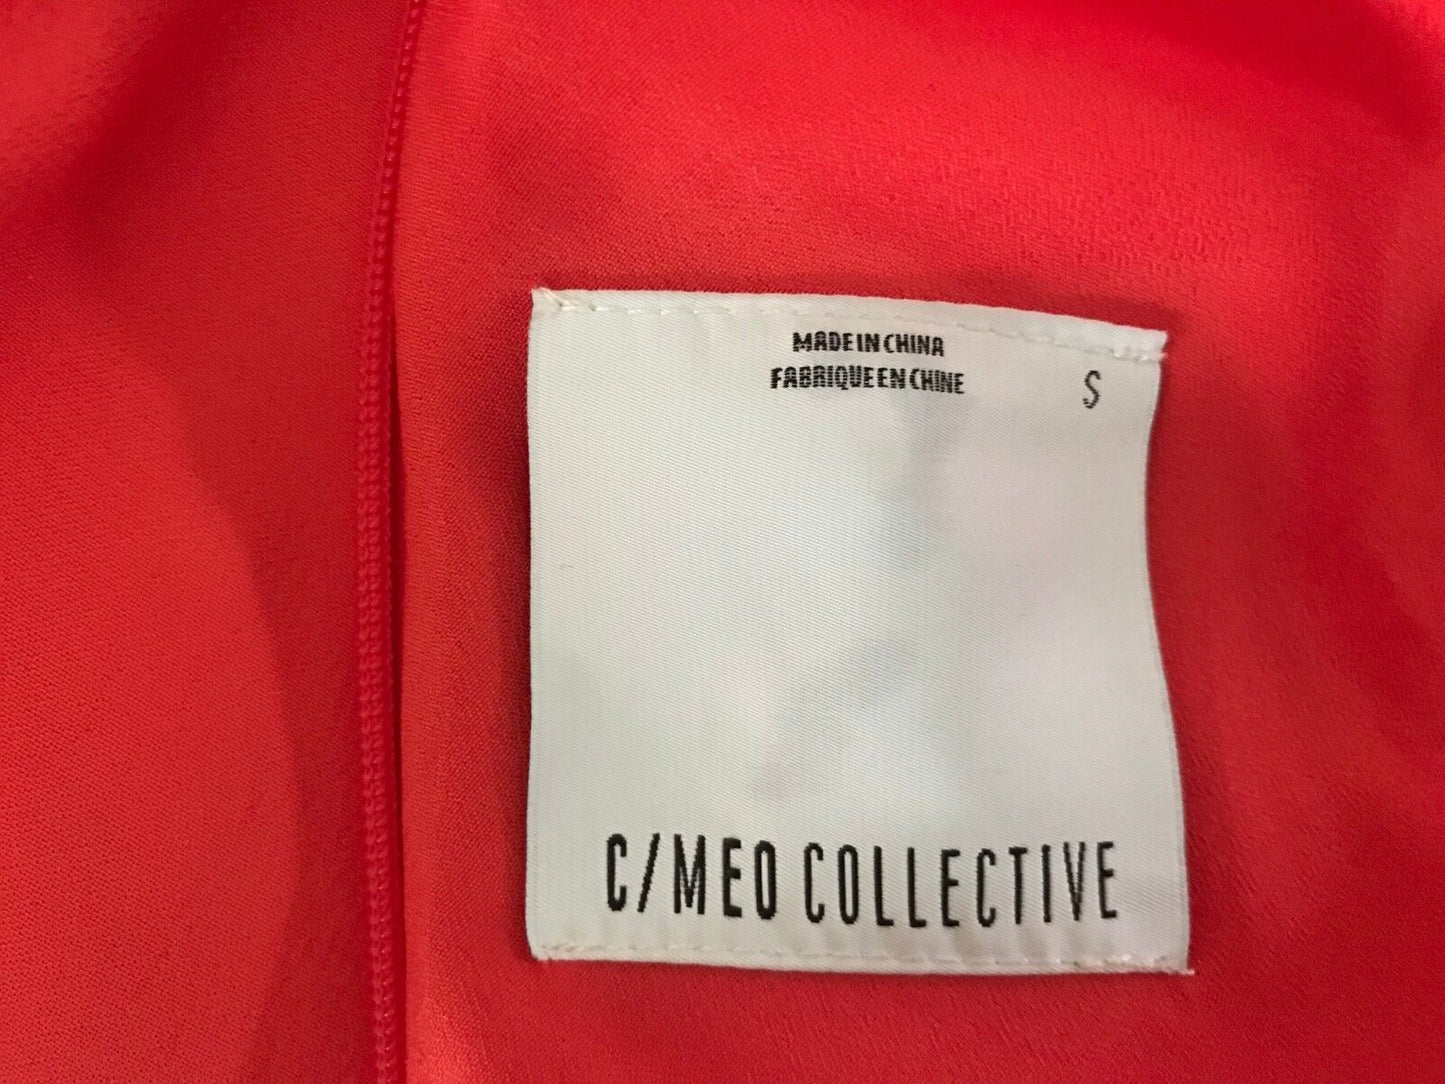 MADE IN CHINA
FABRIQUE EN CHINE
S
C/MEO COLLECTIVE